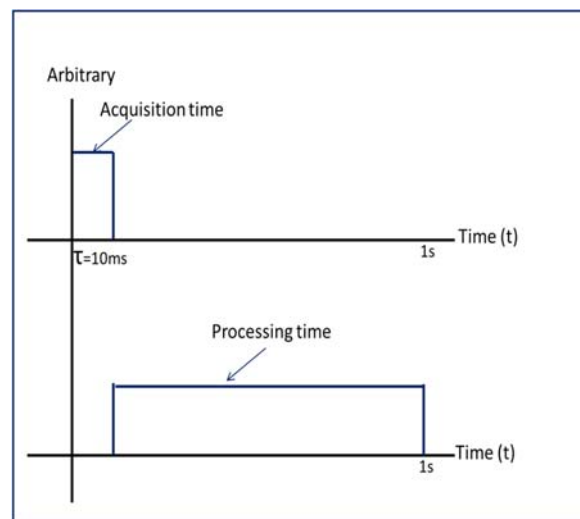 Arbitrary
Acquisition time
Time (t)
τ=10ms
1s
Processing time
Time (t)
1s